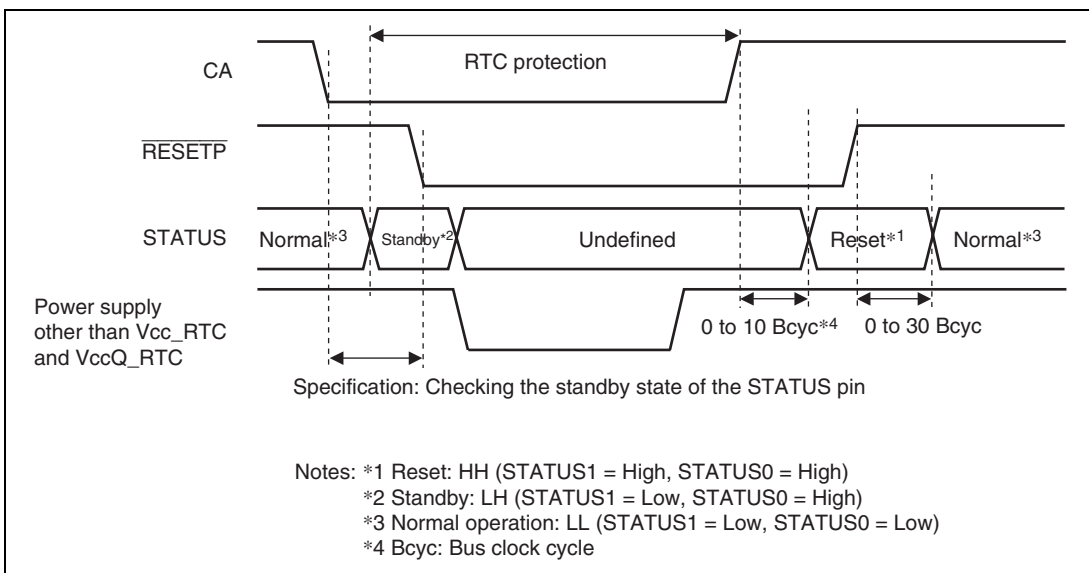 CA
RTC protection
RESETP
STATUS
Normal*3
Standby*2
Undefined
Reset*1
Normal*3
Power supply
other than Vcc_RTC
and VccQ_RTC
0 to 10 Bcyc*4
0 to 30 Bcyc
Specification: Checking the standby state of the STATUS pin
Notes: *1 Reset: HH (STATUS1 = High, STATUS0 = High)
*2 Standby: LH (STATUS1 = Low, STATUS0 = High)
*3 Normal operation: LL (STATUS1 = Low, STATUS0 = Low)
*4 Bcyc: Bus clock cycle